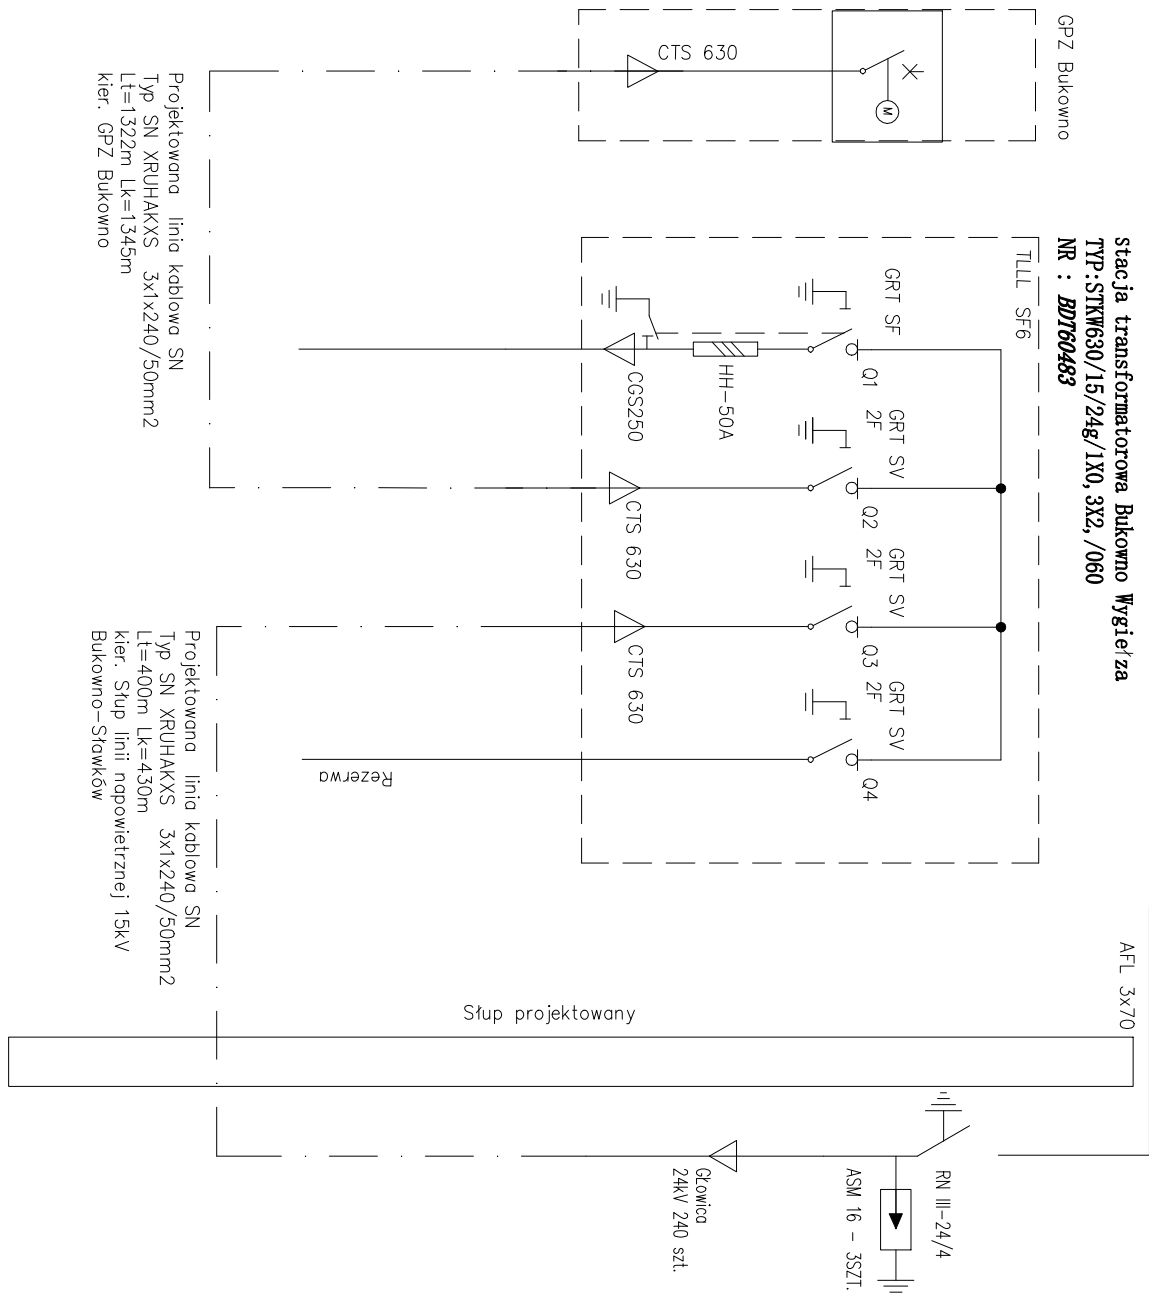 GPZ Bukowno
CTS 630
M
Projektowana linia kablowa SN
Typ SN XRUHAKXS 3x1x240/50mm2
Lt=1322m Lk=1345m
kier. GPZ Bukowno
Stacja transformatorowa Bukowno Wygiełza
TYP:STKW630/15/24g/1X0, 3X2, /060
NR : BDT60483
TLLL SF6
GRT SF
Q1
HH-50A
CGS250
GRT SV
2F
Q2
CTS 630
GRT SV
2F
Q3
CTS 630
GRT SV
2F
Q4
Rezerwa
Projektowana linia kablowa SN
Typ SN XRUHAKXS 3x1x240/50mm2
Lt=400m Lk=430m
kier. Słup linii napowietrznej 15kV
Bukowno-Sławków
AFL 3x70
Słup projektowany
RN III-24/4
ASM 16 - 3SZT.
Głowica
24kV 240 szt.